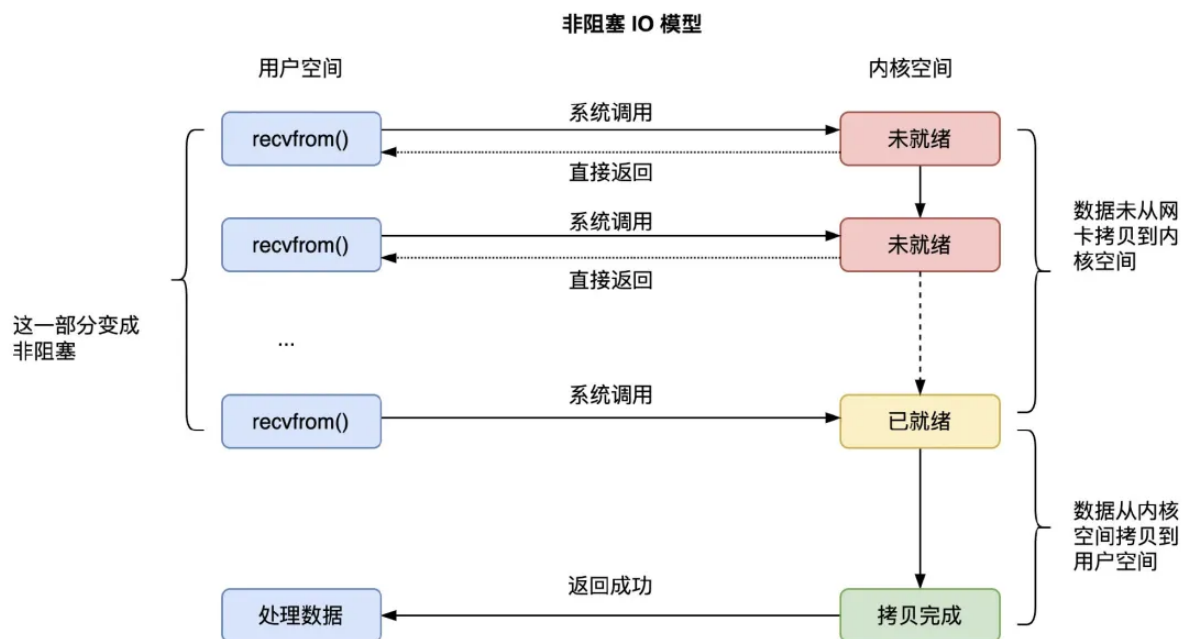 非阻塞 IO 模型
用户空间
内核空间
系统调用
recvfrom()
未就绪
直接返回
系统调用
recvfrom()
未就绪
直接返回
数据未从网
卡拷贝到内
核空间
这一部分变成
非阻塞
...
系统调用
recvfrom()
已就绪
数据从内核
空间拷贝到
用户空间
返回成功
处理数据
拷贝完成